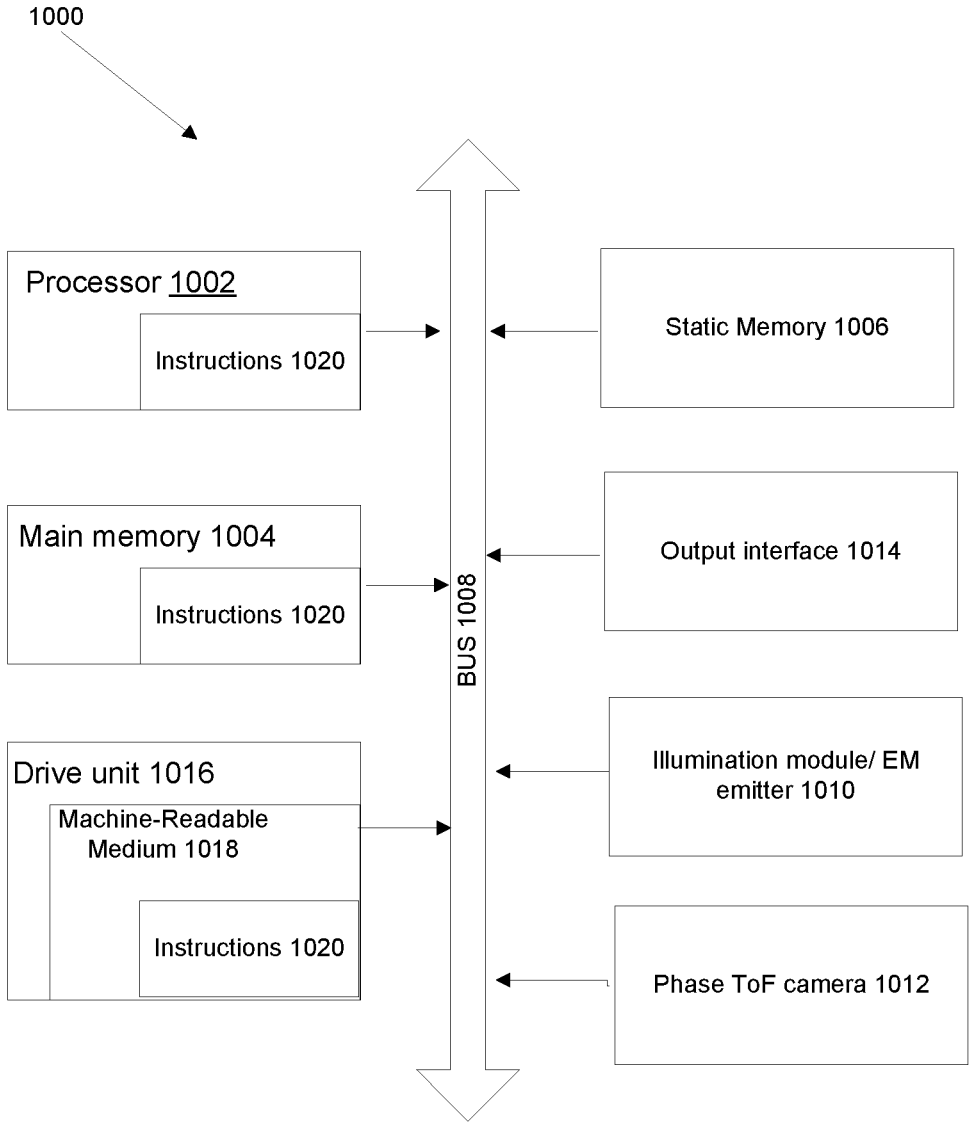 1000
Processor 1002
Instructions 1020
Static Memory 1006
Main memory 1004
Instructions 1020
Output interface 1014
BUS 1008
Drive unit 1016
Machine-Readable
Medium 1018
Instructions 1020
Illumination module/ EM
emitter 1010
Phase ToF camera 1012